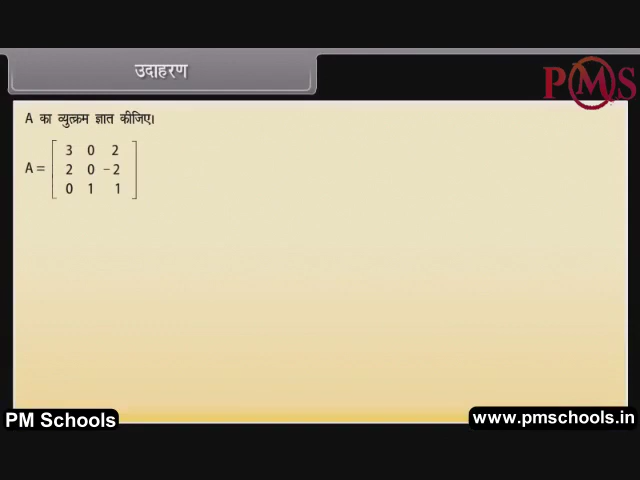 उदाहरण
PMS
A का व्युत्क्रम ज्ञात कीजिए।
3 0 2
A = 2 0 -2
0 1 1
PM Schools
www.pmschools.in